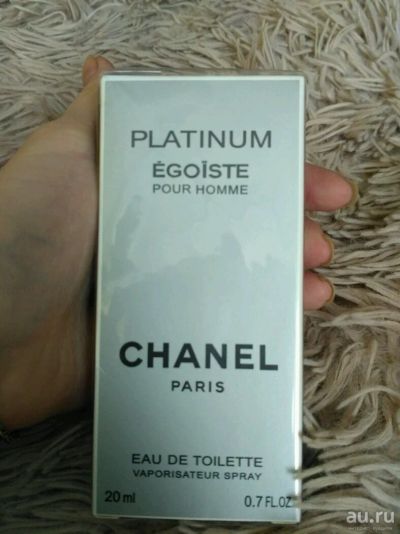 PLATINUM
ÉGOÏSTE
POUR HOMME
CHANEL
PARIS
EAU DE TOILETTE
VAPORISATEUR SPRAY
20 ml 0.7 FL.OZ
au.ru